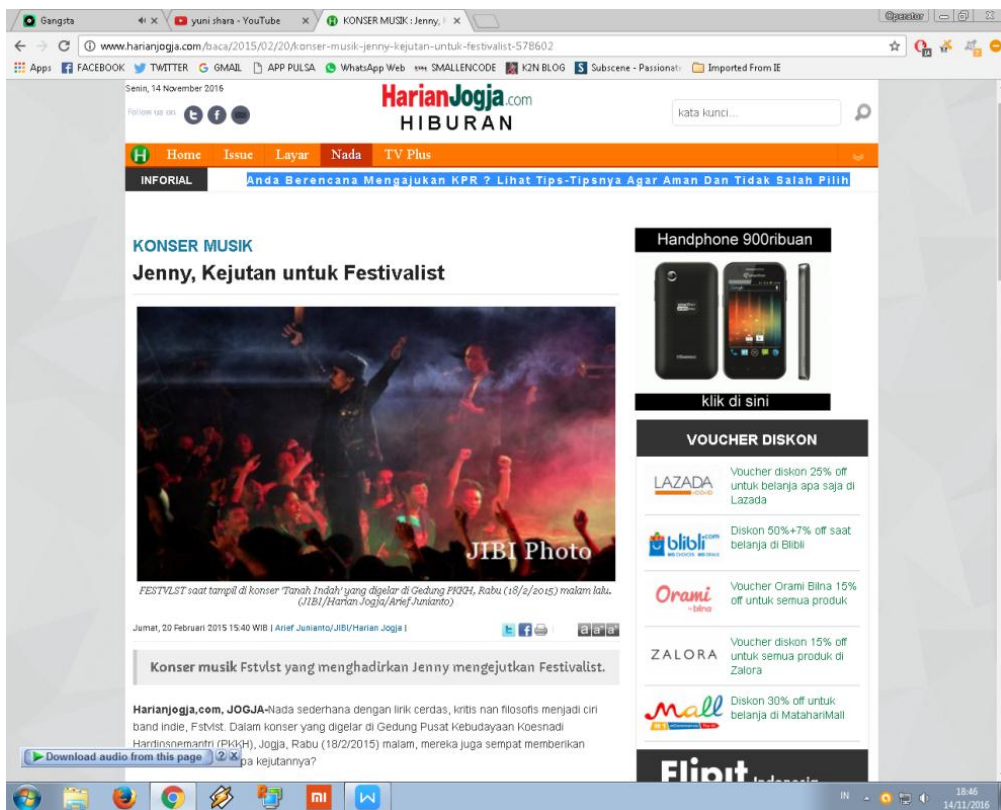 Gangsta
yuni shara - YouTube
KONSER MUSIK : Jenny,
Operator
www.harianjogja.com/baca/2015/02/20/konser-musik-jenny-kejutan-untuk-festivalist-578602
Apps FACEBOOK TWITTER GMAIL APP PULSA WhatsApp Web SMALLENCODE K2N BLOG Subscene - Passionat Imported From IE
Senin, 14 November 2016
Follow us on
HarianJogja.com
HIBURAN
kata kunci...
H Home Issue Layar Nada TV Plus
INFORIAL Anda Berencana Mengajukan KPR ? Lihat Tips-Tipsnya Agar Aman Dan Tidak Salah Pilih
KONSER MUSIK
Jenny, Kejutan untuk Festivalist
JIBI Photo
FESTVLST saat tampil di konser 'Tanah Indah' yang digelar di Gedung PKKH, Rabu (18/2/2015) malam lalu.
(JIBI/Harian Jogja/Arief Junianto)
Jumat, 20 Februari 2015 15:40 WIB | Arief Junianto/JIBI/Harian Jogja |
Konser musik Fstvlst yang menghadirkan Jenny mengejutkan Festivalist.
Harianjogja,com, JOGJA-Nada sederhana dengan lirik cerdas, kritis nan filosofis menjadi ciri
band indie, Fstvlst. Dalam konser yang digelar di Gedung Pusat Kebudayaan Koesnadi
Hardjosoemantri (PKKH), Jogja, Rabu (18/2/2015) malam, mereka juga sempat memberikan
pa kejutannya?
Download audio from this page
Handphone 900ribuan
klik di sini
VOUCHER DISKON
LAZADA
Voucher diskon 25% off
untuk belanja apa saja di
Lazada
blibli.com
Diskon 50%+7% off saat
belanja di Blibli
Orami
by bilna
Voucher Orami Bilna 15%
off untuk semua produk
ZALORA
Voucher diskon 15% off
untuk semua produk di
Zalora
Mall
Diskon 30% off untuk
belanja di MatahariMall
Flipit Indonesia
IN
18:46
14/11/2016